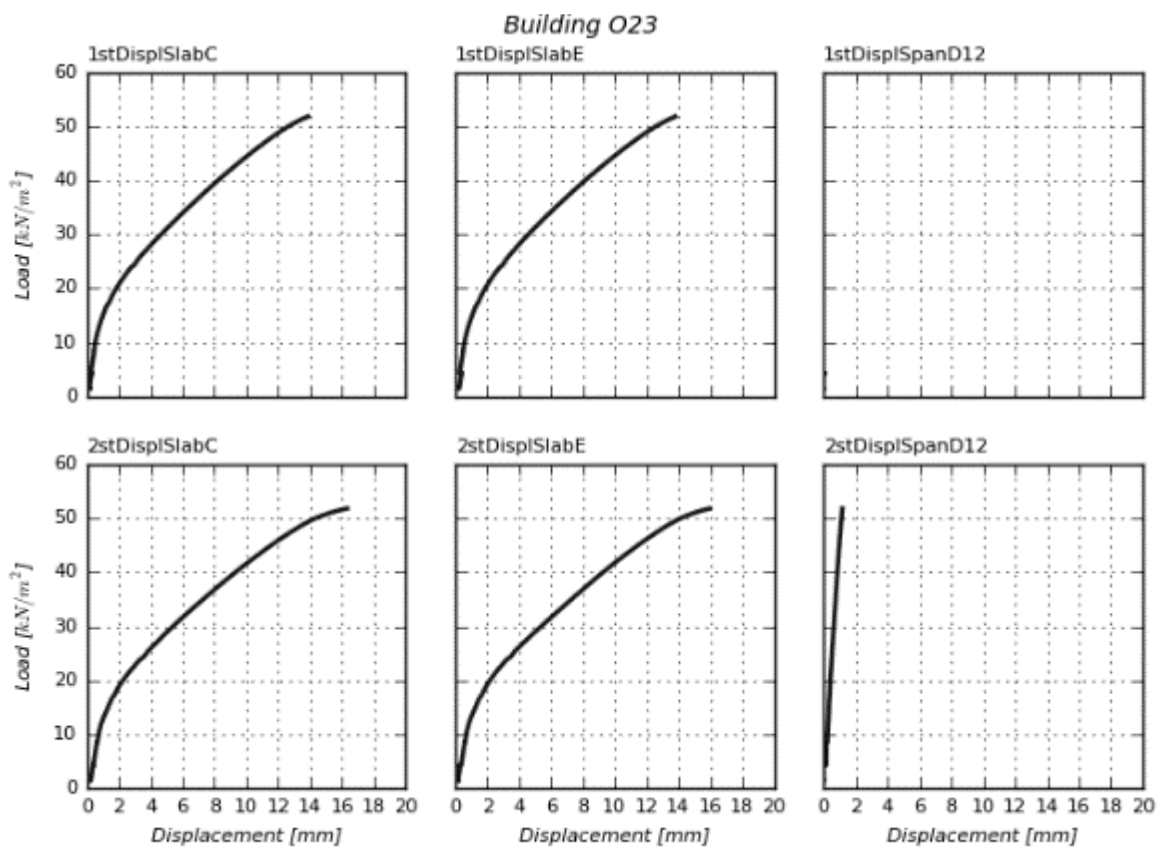 Building O23
1stDisplSlabC 1stDisplSlabE 1stDisplSpanD12
60
50
40
30
20
10
0
Load [kN/m²]
2stDisplSlabC 2stDisplSlabE 2stDisplSpanD12
60
50
40
30
20
10
0
Load [kN/m²]
0 2 4 6 8 10 12 14 16 18 20 0 2 4 6 8 10 12 14 16 18 20 0 2 4 6 8 10 12 14 16 18 20
Displacement [mm] Displacement [mm] Displacement [mm]